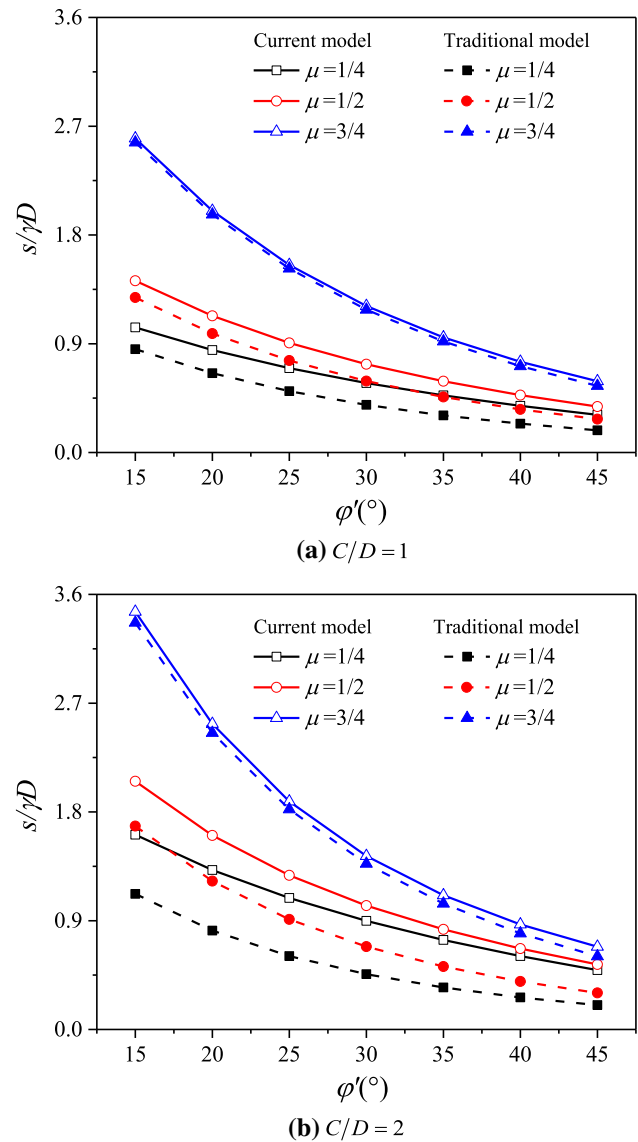 3.6
2.7
1.8
0.9
0.0
s/γD
Current model
Traditional model
μ=1/4
μ=1/4
μ=1/2
μ=1/2
μ=3/4
μ=3/4
15 20 25 30 35 40 45
φ'(°)
(a) C/D=1
3.6
2.7
1.8
0.9
0.0
s/γD
Current model
Traditional model
μ=1/4
μ=1/4
μ=1/2
μ=1/2
μ=3/4
μ=3/4
15 20 25 30 35 40 45
φ'(°)
(b) C/D=2